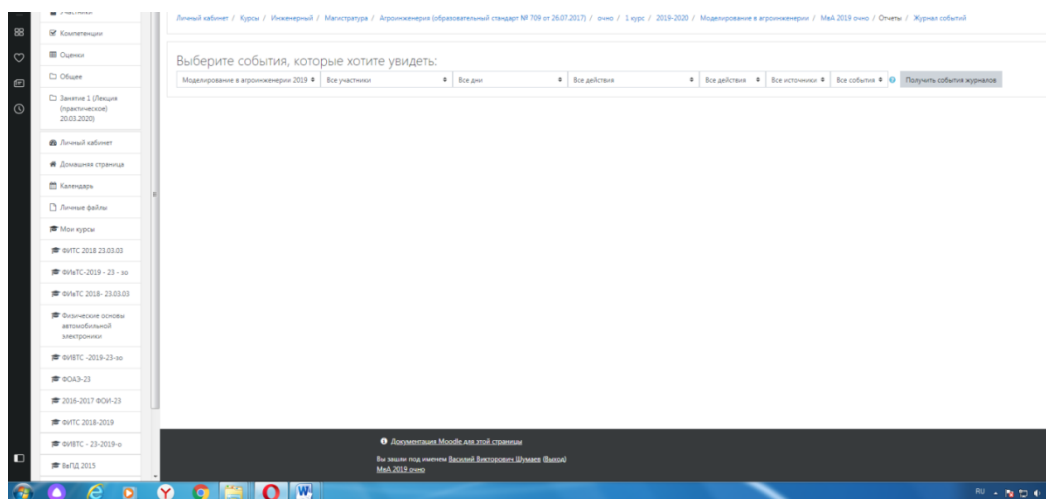 Личный кабинет / Курсы / Инженерный / Магистратура / Агроинженерия (образовательный стандарт № 709 от 26.07.2017) / очно / 1 курс / 2019-2020 / Моделирование в агроинженерии / МвА 2019 очно / Отчеты / Журнал событий
Участники
Компетенции
Оценки
Общее
Занятие 1 (Лекция
(практическое)
20.03.2020)
Личный кабинет
Домашняя страница
Календарь
Личные файлы
Мои курсы
ФИТС 2018 23.03.03
ФИвТС-2019 - 23 - зо
ФИвТС 2018- 23.03.03
Физические основы
автомобильной
электроники
ФИВТС -2019-23-зо
ФОАЭ-23
2016-2017 ФОИ-23
ФИТС 2018-2019
ФИВТС - 23-2019-о
ВвПД 2015
Выберите события, которые хотите увидеть:
Моделирование в агроинженерии 2019 Все участники Все дни Все действия Все действия Все источники Все события Получить события журналов
Документация Moodle для этой страницы
Вы зашли под именем Василий Викторович Шумаев (Выход)
МвА 2019 очно
RU